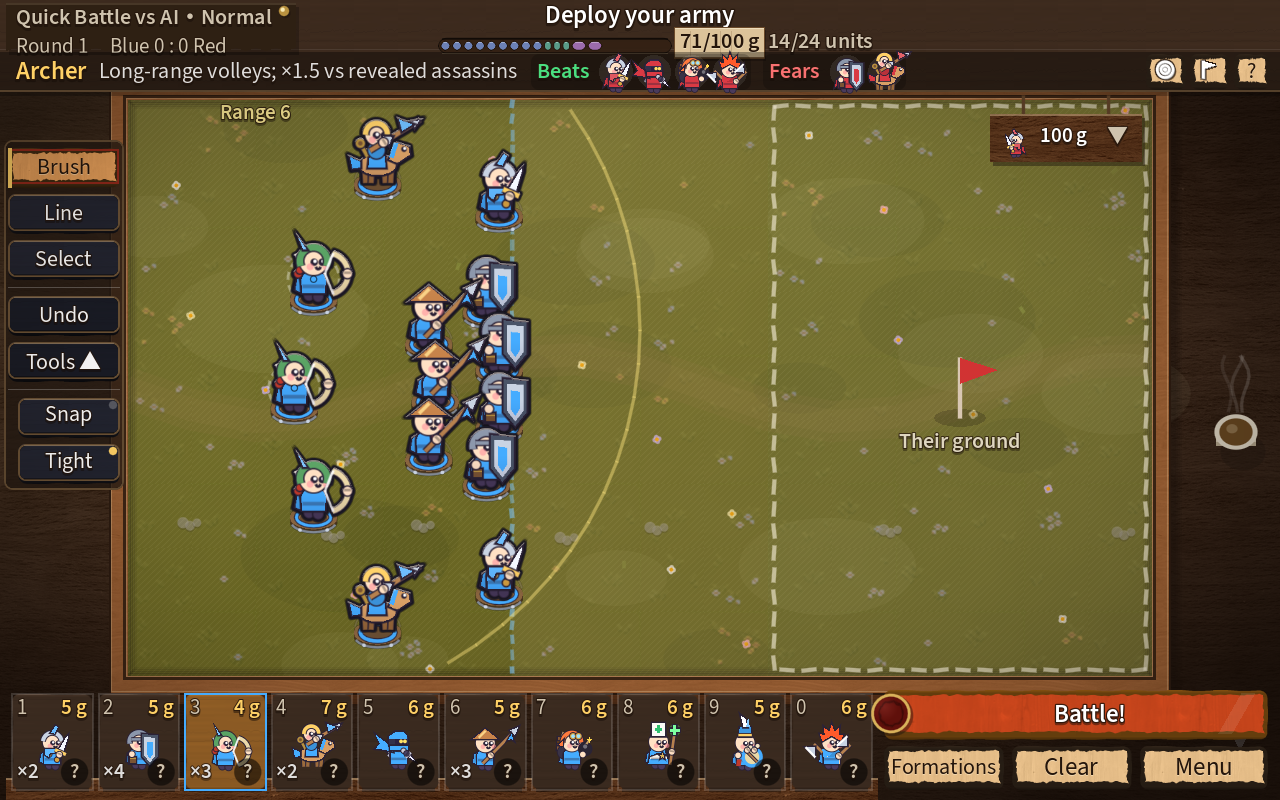 Quick Battle vs AI • Normal
Round 1 Blue 0 : 0 Red
Deploy your army
71/100 g 14/24 units
Archer Long-range volleys; ×1.5 vs revealed assassins Beats Fears ?
Range 6
100 g
Brush
Line
Select
Undo
Tools
Snap
Tight
Their ground
1 5 g ×2 ?
2 5 g ×4 ?
3 4 g ×3 ?
4 7 g ×2 ?
5 6 g ?
6 5 g ×3 ?
7 6 g ?
8 6 g ?
9 5 g ?
0 6 g ?
Battle!
Formations Clear Menu